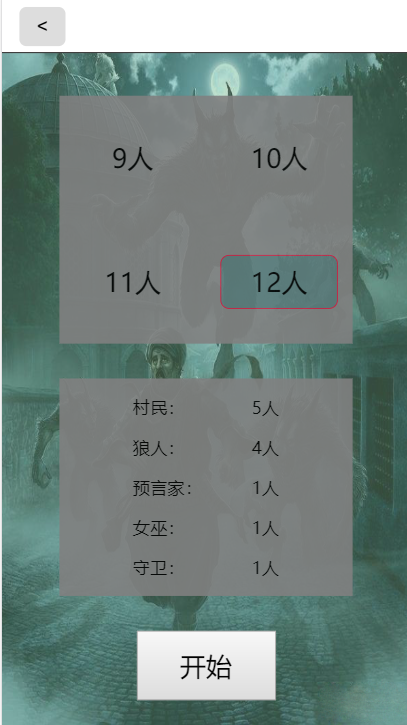 <
9人 10人
11人 12人
村民： 5人
狼人： 4人
预言家： 1人
女巫： 1人
守卫： 1人
开始